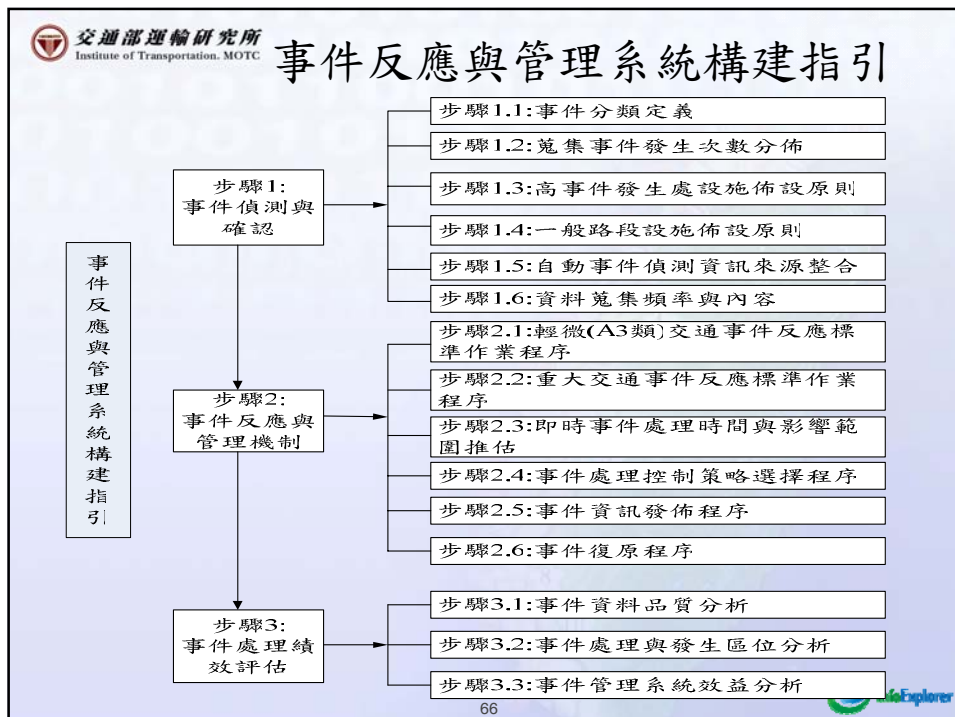 交通部運輸研究所
Institute of Transportation. MOTC
事件反應與管理系統構建指引
事件反應與管理系統構建指引
步驟1:
事件偵測與
確認
步驟1.1:事件分類定義
步驟1.2:蒐集事件發生次數分佈
步驟1.3:高事件發生處設施佈設原則
步驟1.4:一般路段設施佈設原則
步驟1.5:自動事件偵測資訊來源整合
步驟1.6:資料蒐集頻率與內容
步驟2:
事件反應與
管理機制
步驟2.1:輕微(A3類)交通事件反應標
準作業程序
步驟2.2:重大交通事件反應標準作業
程序
步驟2.3:即時事件處理時間與影響範
圍推估
步驟2.4:事件處理控制策略選擇程序
步驟2.5:事件資訊發佈程序
步驟2.6:事件復原程序
步驟3:
事件處理績
效評估
步驟3.1:事件資料品質分析
步驟3.2:事件處理與發生區位分析
步驟3.3:事件管理系統效益分析
66
InfoExplorer